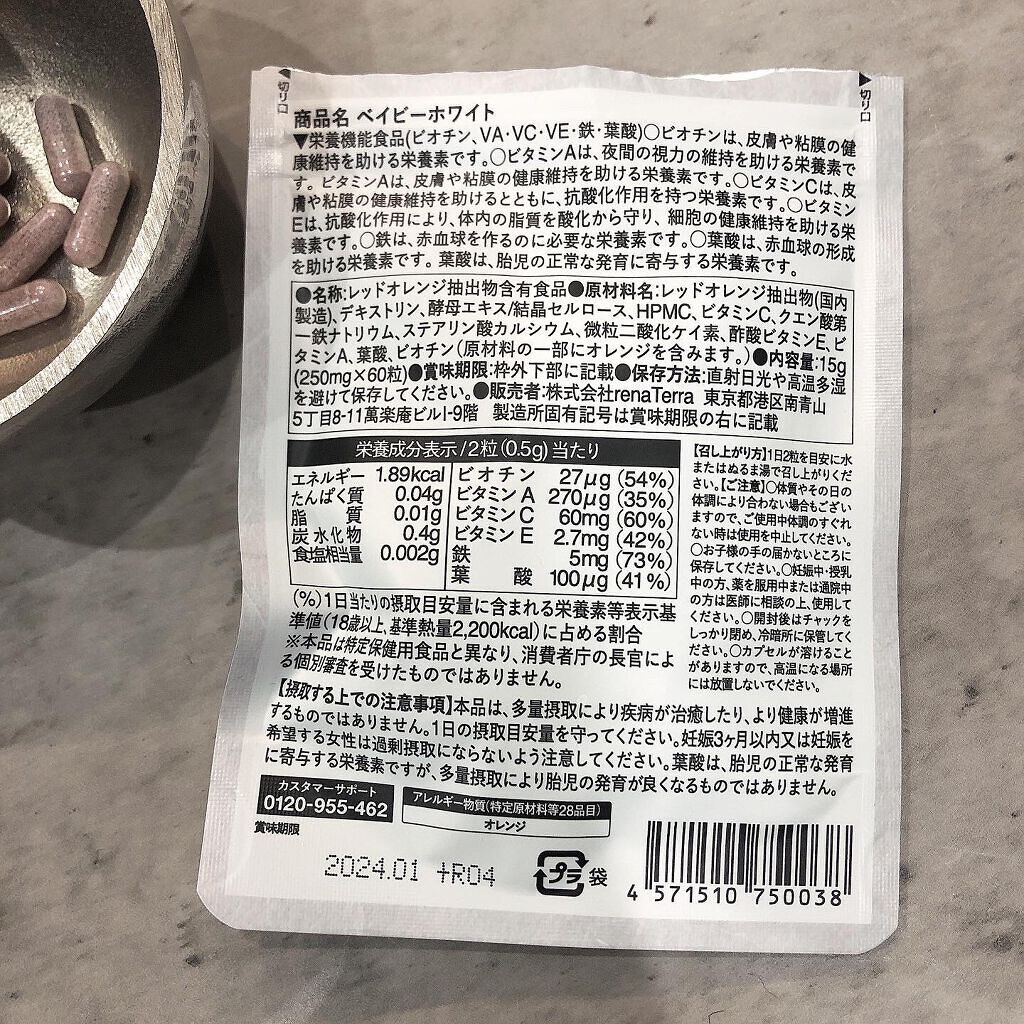 切り口
切り口
商品名 ベイビーホワイト
▼栄養機能食品(ビオチン、VA・VC・VE・鉄・葉酸)○ビオチンは、皮膚や粘膜の健
康維持を助ける栄養素です。○ビタミンAは、夜間の視力の維持を助ける栄養素で
す。ビタミンAは、皮膚や粘膜の健康維持を助ける栄養素です。○ビタミンCは、皮
膚や粘膜の健康維持を助けるとともに、抗酸化作用を持つ栄養素です。○ビタミン
Eは、抗酸化作用により、体内の脂質を酸化から守り、細胞の健康維持を助ける栄
養素です。○鉄は、赤血球を作るのに必要な栄養素です。○葉酸は、赤血球の形成
を助ける栄養素です。葉酸は、胎児の正常な発育に寄与する栄養素です。
●名称:レッドオレンジ抽出物含有食品●原材料名:レッドオレンジ抽出物(国内
製造)、デキストリン、酵母エキス/結晶セルロース、HPMC、ビタミンC、クエン酸第
一鉄ナトリウム、ステアリン酸カルシウム、微粒二酸化ケイ素、酢酸ビタミンE、ビ
タミンA、葉酸、ビオチン(原材料の一部にオレンジを含みます。)●内容量:15g
(250mg×60粒)●賞味期限:枠外下部に記載●保存方法:直射日光や高温多湿
を避けて保存してください。●販売者:株式会社renaTerra 東京都港区南青山
5丁目8-11萬楽庵ビルI-9階 製造所固有記号は賞味期限の右に記載
栄養成分表示/2粒(0.5g)当たり
エネルギー 1.89kcal
たんぱく質 0.04g
脂質 0.01g
炭水化物 0.4g
食塩相当量 0.002g
ビオチン 27μg(54%)
ビタミンA 270μg(35%)
ビタミンC 60mg(60%)
ビタミンE 2.7mg(42%)
鉄 5mg(73%)
葉酸 100μg(41%)
(%)1日当たりの摂取目安量に含まれる栄養素等表示基
準値(18歳以上、基準熱量2,200kcal)に占める割合
※本品は特定保健用食品と異なり、消費者庁の長官によ
る個別審査を受けたものではありません。
【召し上がり方】1日2粒を目安に水
またはぬるま湯で召し上がりくだ
さい。【ご注意】○体質やその日の
体調により合わない場合もござい
ますので、ご使用中体調のすぐれ
ない時は使用を中止してください。
○お子様の手の届かないところに
保存してください。○妊娠中・授乳
中の方、薬を服用中または通院中
の方は医師に相談の上、使用して
ください。○開封後はチャックを
しっかり閉め、冷暗所に保管してく
ださい。○カプセルが溶けること
がありますので、高温になる場所
には放置しないでください。
【摂取する上での注意事項】本品は、多量摂取により疾病が治癒したり、より健康が増進
するものではありません。1日の摂取目安量を守ってください。妊娠3ヶ月以内又は妊娠を
希望する女性は過剰摂取にならないよう注意してください。葉酸は、胎児の正常な発育
に寄与する栄養素ですが、多量摂取により胎児の発育が良くなるものではありません。
カスタマーサポート
0120-955-462
アレルギー物質(特定原材料等28品目)
オレンジ
賞味期限
2024.01 +R04
プラ 袋
4 571510 750038